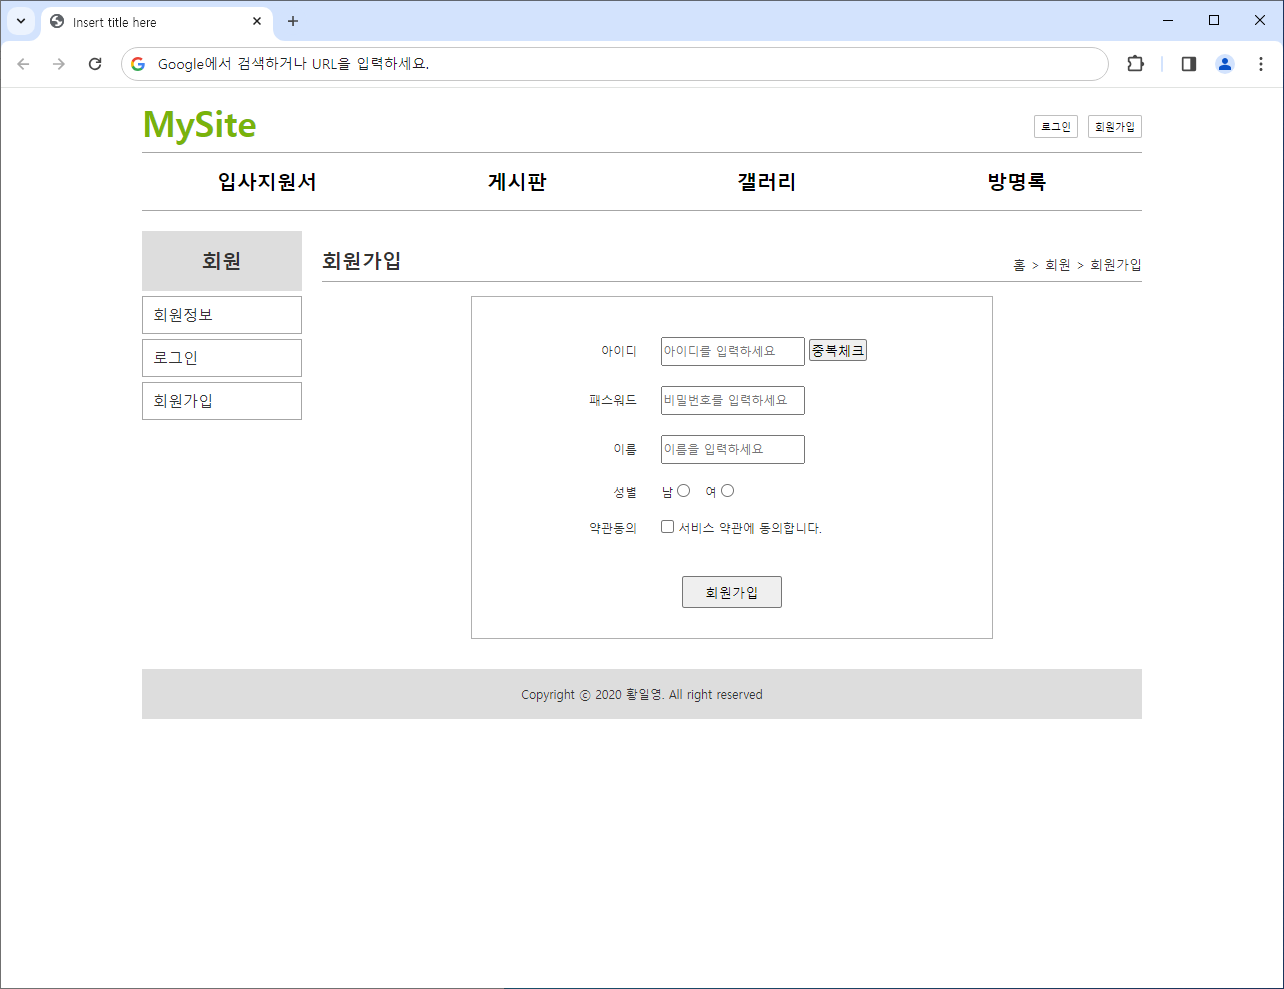 Insert title here
Google에서 검색하거나 URL을 입력하세요.
MySite
로그인 회원가입
입사지원서 게시판 갤러리 방명록
회원
회원정보
로그인
회원가입
회원가입
홈 > 회원 > 회원가입
아이디 아이디를 입력하세요 중복체크
패스워드 비밀번호를 입력하세요
이름 이름을 입력하세요
성별 남 여
약관동의 서비스 약관에 동의합니다.
회원가입
Copyright ⓒ 2020 황일영. All right reserved